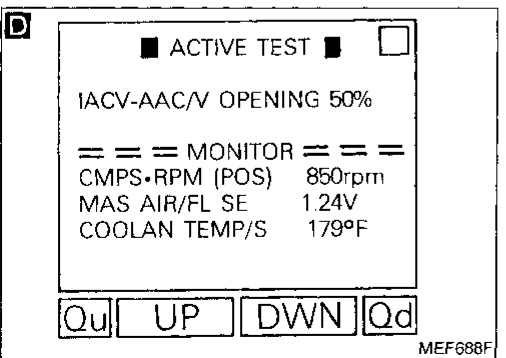 D
■ ACTIVE TEST ■
IACV-AAC/V OPENING 50%
= = = MONITOR = = =
CMPS•RPM (POS) 850rpm
MAS AIR/FL SE 1.24V
COOLAN TEMP/S 179°F
Qu UP DWN Qd
MEF688F